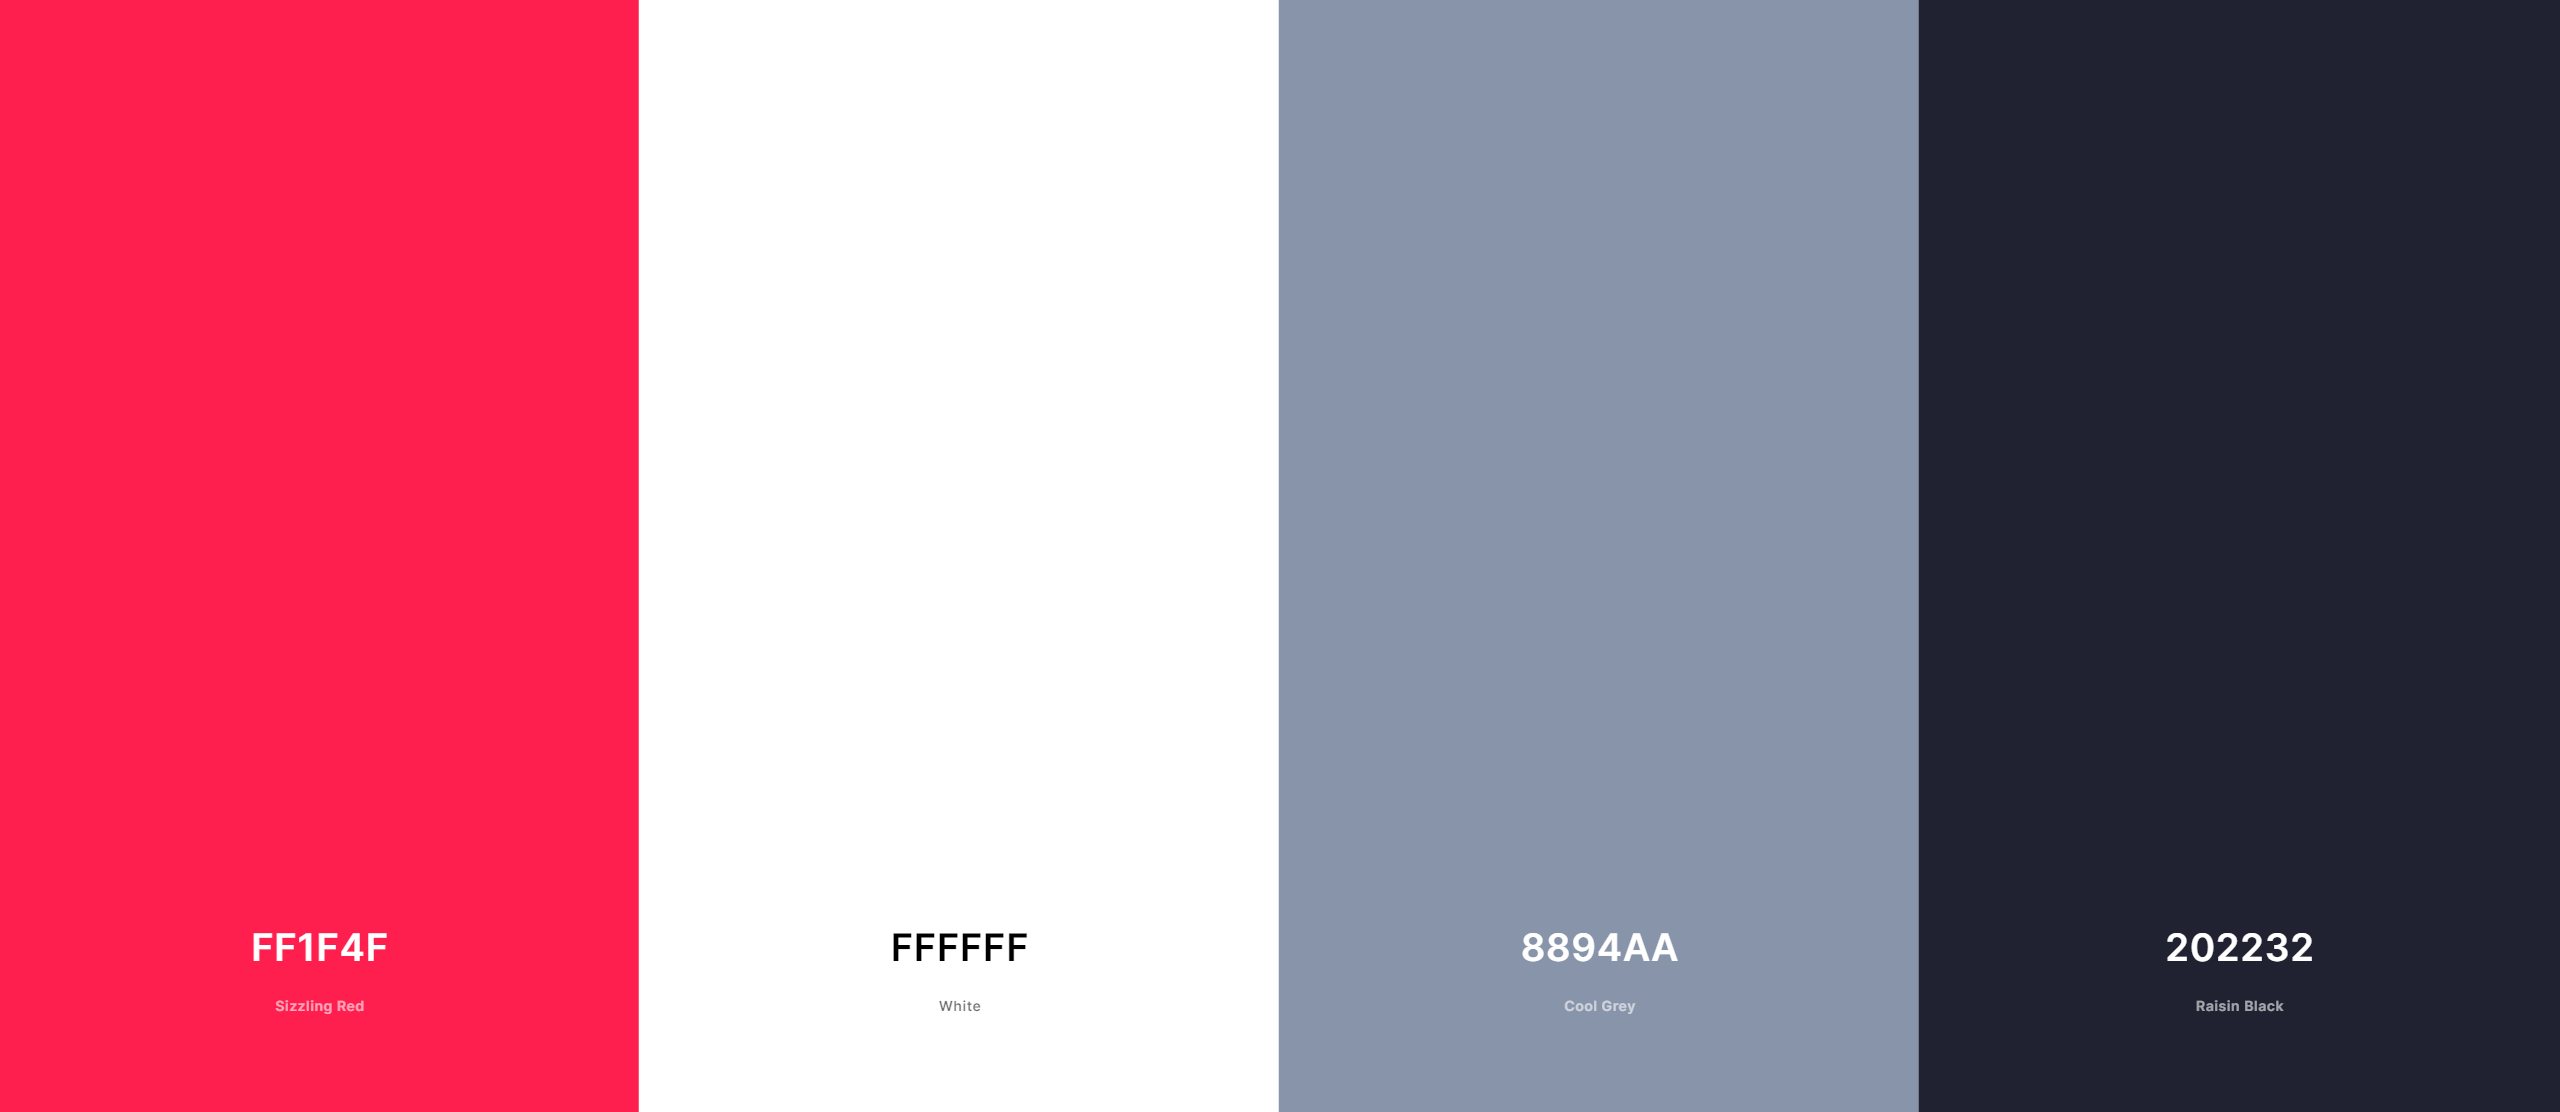 FF1F4F
Sizzling Red
FFFFFF
White
8894AA
Cool Grey
202232
Raisin Black